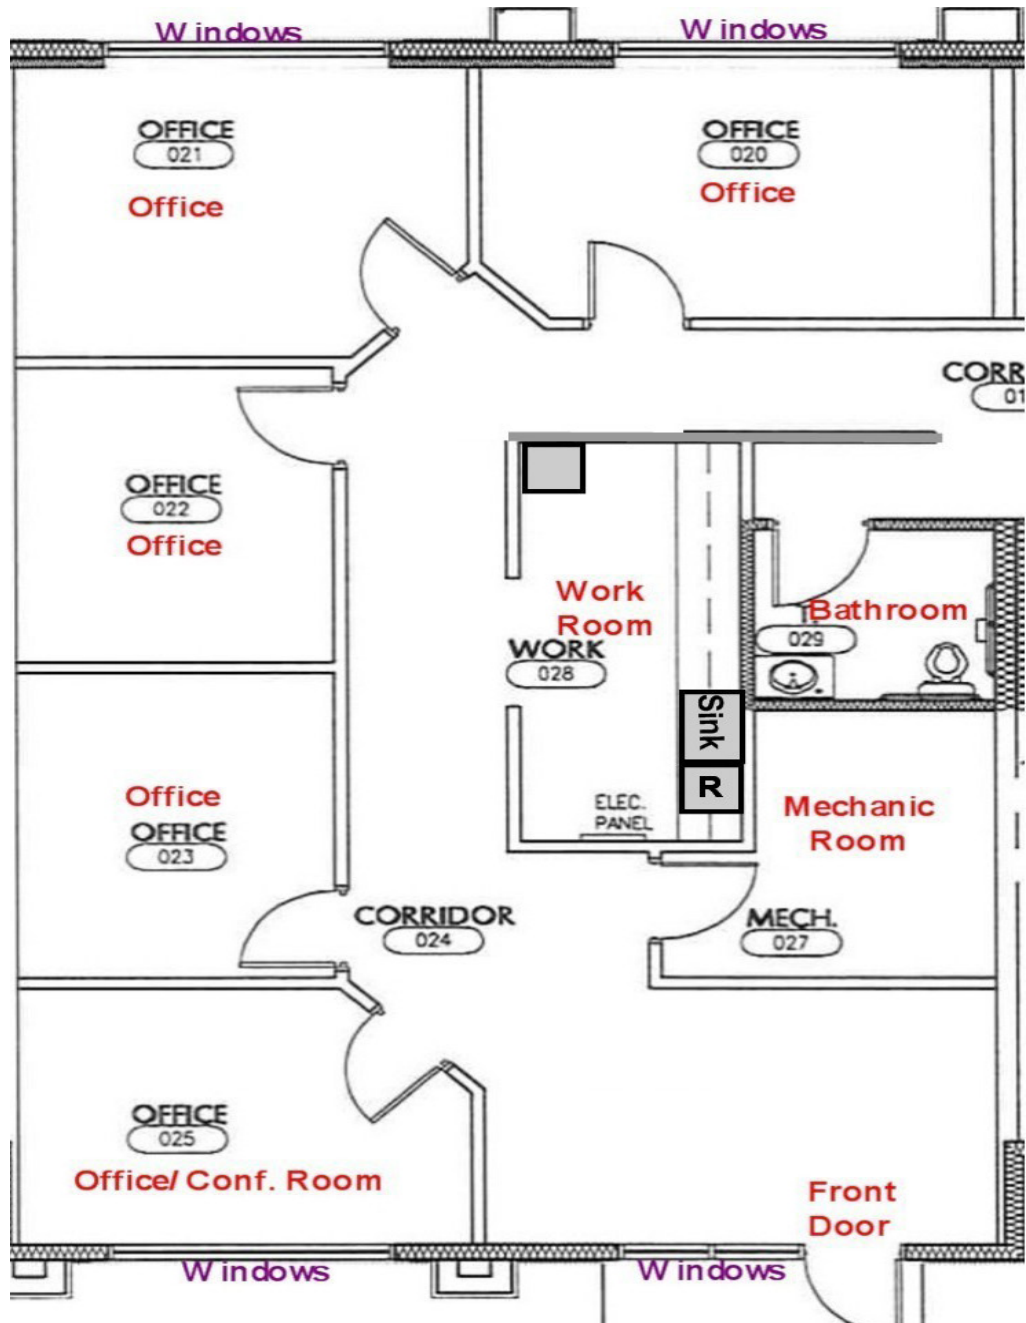 Windows
Windows
OFFICE
021
Office
OFFICE
020
Office
CORR
01
OFFICE
022
Office
Work
Room
WORK
028
Bathroom
029
Sink
R
ELEC.
PANEL
Office
OFFICE
023
Mechanic
Room
MECH.
027
CORRIDOR
024
OFFICE
025
Office/ Conf. Room
Front
Door
Windows
Windows